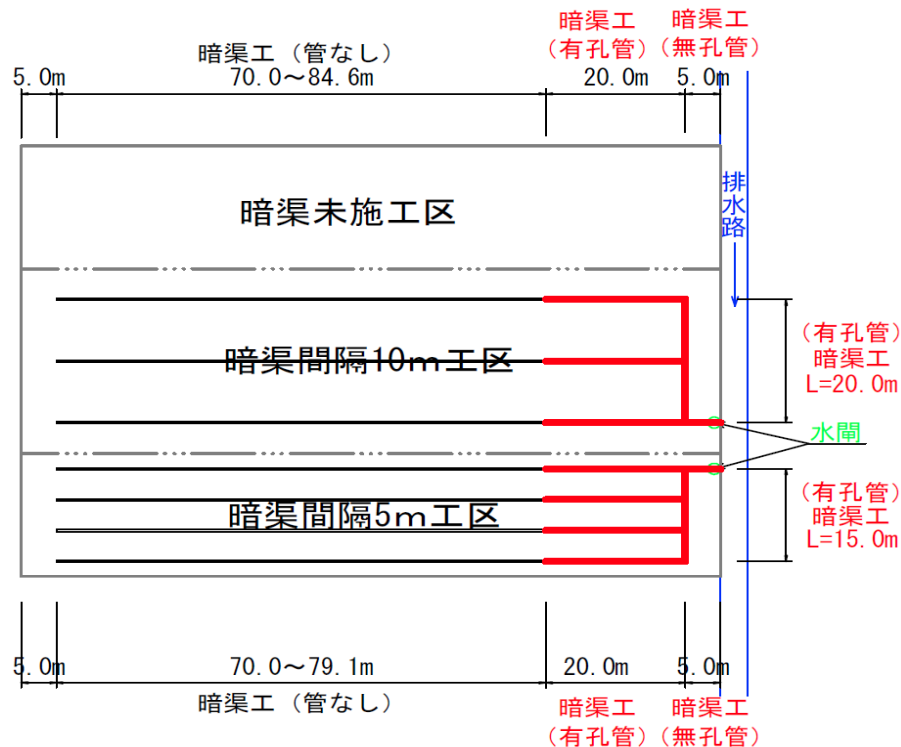 暗渠工 暗渠工
暗渠工（管なし） （有孔管） （無孔管）
5.0m 70.0～84.6m 20.0m 5.0m
排水路
暗渠未施工区
（有孔管）
暗渠工
L=20.0m
暗渠間隔10m工区
水閘
（有孔管）
暗渠工
L=15.0m
暗渠間隔5m工区
5.0m 70.0～79.1m 20.0m 5.0m
暗渠工（管なし） 暗渠工 暗渠工
（有孔管） （無孔管）